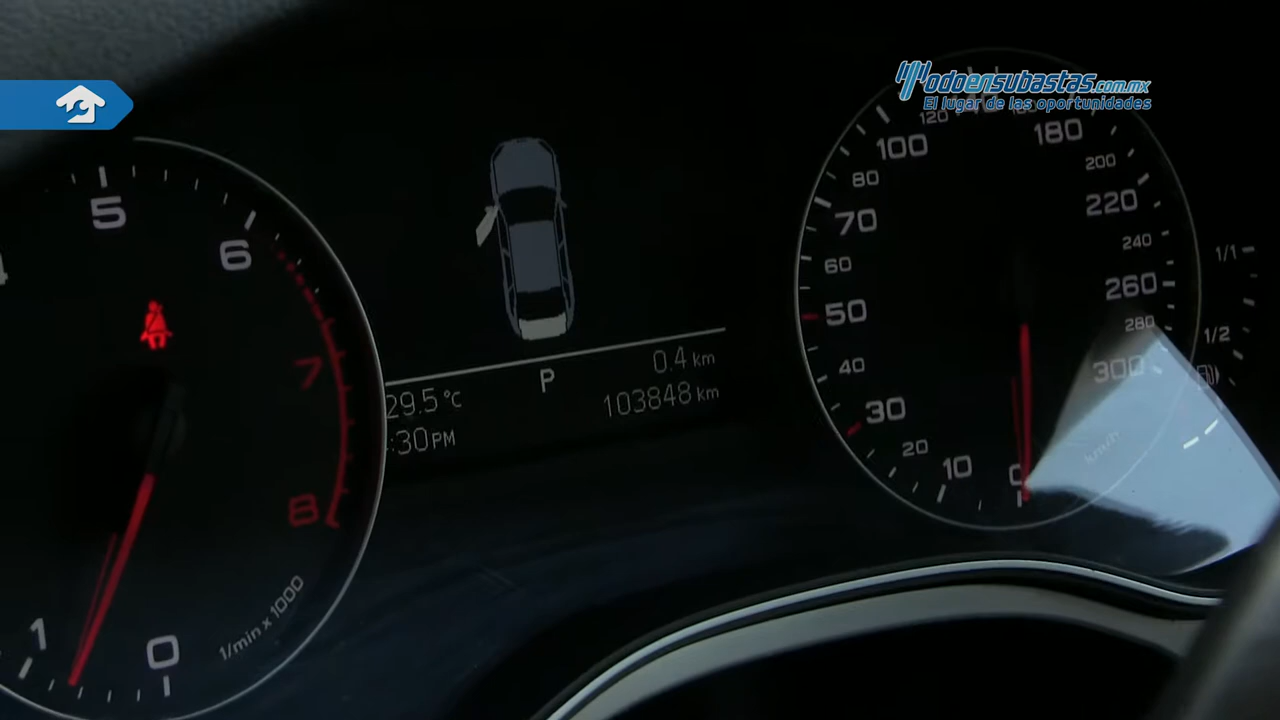 Todoensubastas.com.mx
El lugar de las oportunidades
5
6
7
8
1
0
1/min x 1000
P
0.4 km
29.5 °C
103848 km
:30 PM
0
10
20
30
40
50
60
70
80
100
120
180
200
220
240
260
280
300
km/h
1/1
1/2